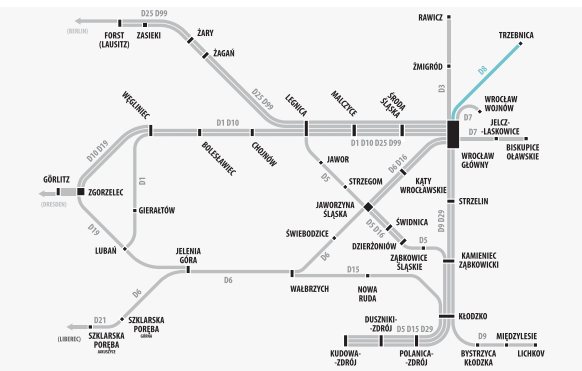 D25 D99
(BERLIN)
FORST
(LAUSITZ)
ZASIEKI
ŻARY
ŻAGAŃ
D25 D99
RAWICZ
TRZEBNICA
ŻMIGRÓD
D3
D8
WROCŁAW
WOJNÓW
D7
JELCZ-
-LASKOWICE
D7
BISKUPICE
OŁAWSKIE
WROCŁAW
GŁÓWNY
WĘGLINIEC
LEGNICA
MALCZYCE
ŚRODA
ŚLĄSKA
D1 D10
BOLESŁAWIEC
CHOJNÓW
D1 D10 D25 D99
D10 D19
D1
GÖRLITZ
ZGORZELEC
(DRESDEN)
GIERAŁTÓW
D19
LUBAŃ
JAWOR
D5
STRZEGOM
D6 D16
KĄTY
WROCŁAWSKIE
JAWORZYNA
ŚLĄSKA
STRZELIN
D9 D29
ŚWIDNICA
D5 D16
DZIERŻONIÓW
D5
ŚWIEBODZICE
D6
ZĄBKOWICE
ŚLĄSKIE
KAMIENIEC
ZĄBKOWICKI
JELENIA
GÓRA
D6
WAŁBRZYCH
D15
NOWA
RUDA
D6
D21
SZKLARSKA
PORĘBA
GÓRNA
(LIBEREC)
SZKLARSKA
PORĘBA
JAKUSZYCE
KŁODZKO
DUSZNIKI-
-ZDRÓJ
D5 D15 D29
KUDOWA-
-ZDRÓJ
POLANICA-
-ZDRÓJ
D9
MIĘDZYLESIE
BYSTRZYCA
KŁODZKA
LICHKOV